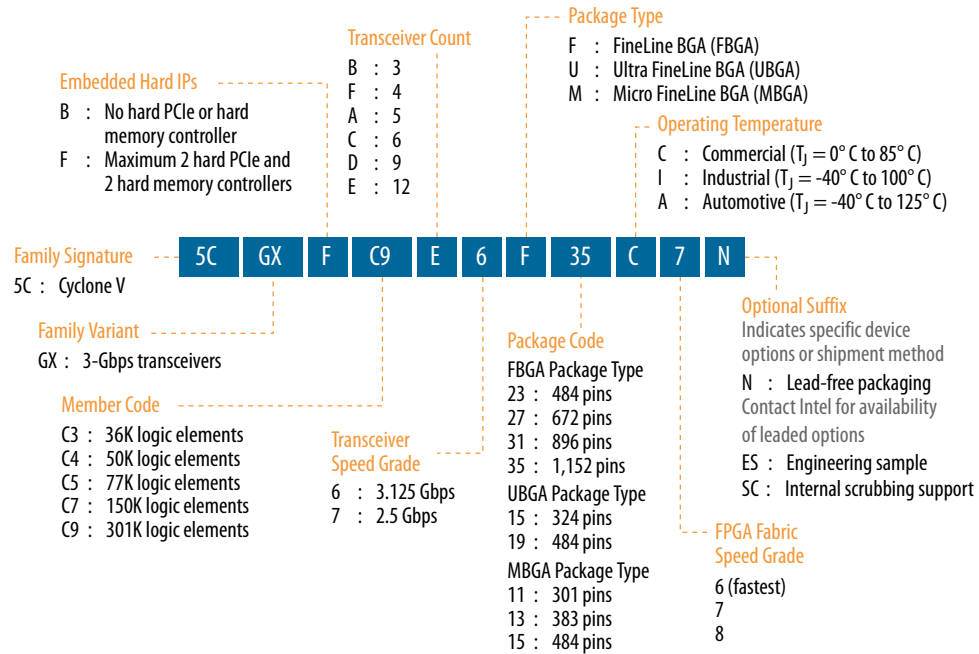 Package Type
F : FineLine BGA (FBGA)
U : Ultra FineLine BGA (UBGA)
M : Micro FineLine BGA (MBGA)
Transceiver Count
B : 3
F : 4
A : 5
C : 6
D : 9
E : 12
Embedded Hard IPs
B : No hard PCIe or hard
memory controller
F : Maximum 2 hard PCIe and
2 hard memory controllers
Operating Temperature
C : Commercial (TJ = 0° C to 85° C)
I : Industrial (TJ = -40° C to 100° C)
A : Automotive (TJ = -40° C to 125° C)
Family Signature
5C : Cyclone V
5C GX F C9 E 6 F 35 C 7 N
Family Variant
GX : 3-Gbps transceivers
Member Code
C3 : 36K logic elements
C4 : 50K logic elements
C5 : 77K logic elements
C7 : 150K logic elements
C9 : 301K logic elements
Transceiver
Speed Grade
6 : 3.125 Gbps
7 : 2.5 Gbps
Package Code
FBGA Package Type
23 : 484 pins
27 : 672 pins
31 : 896 pins
35 : 1,152 pins
UBGA Package Type
15 : 324 pins
19 : 484 pins
MBGA Package Type
11 : 301 pins
13 : 383 pins
15 : 484 pins
Optional Suffix
Indicates specific device
options or shipment method
N : Lead-free packaging
Contact Intel for availability
of leaded options
ES : Engineering sample
SC : Internal scrubbing support
FPGA Fabric
Speed Grade
6 (fastest)
7
8